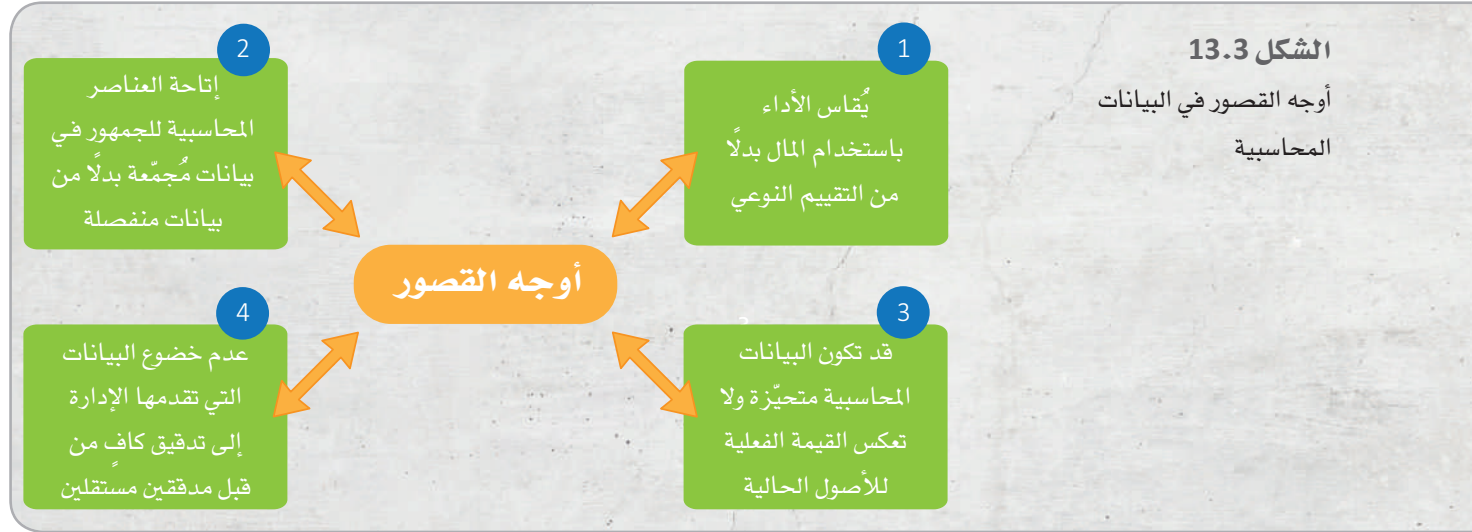 الشكل 13.3
أوجه القصور في البيانات
المحاسبية
1
يُقاس الأداء
باستخدام المال بدلًا
من التقييم النوعي
2
إتاحة العناصر
المحاسبية للجمهور في
بيانات مُجمّعة بدلًا من
بيانات منفصلة
أوجه القصور
3
قد تكون البيانات
المحاسبية متحيّزة ولا
تعكس القيمة الفعلية
للأصول الحالية
4
عدم خضوع البيانات
التي تقدمها الإدارة
إلى تدقيق كافٍ من
قبل مدققين مستقلين